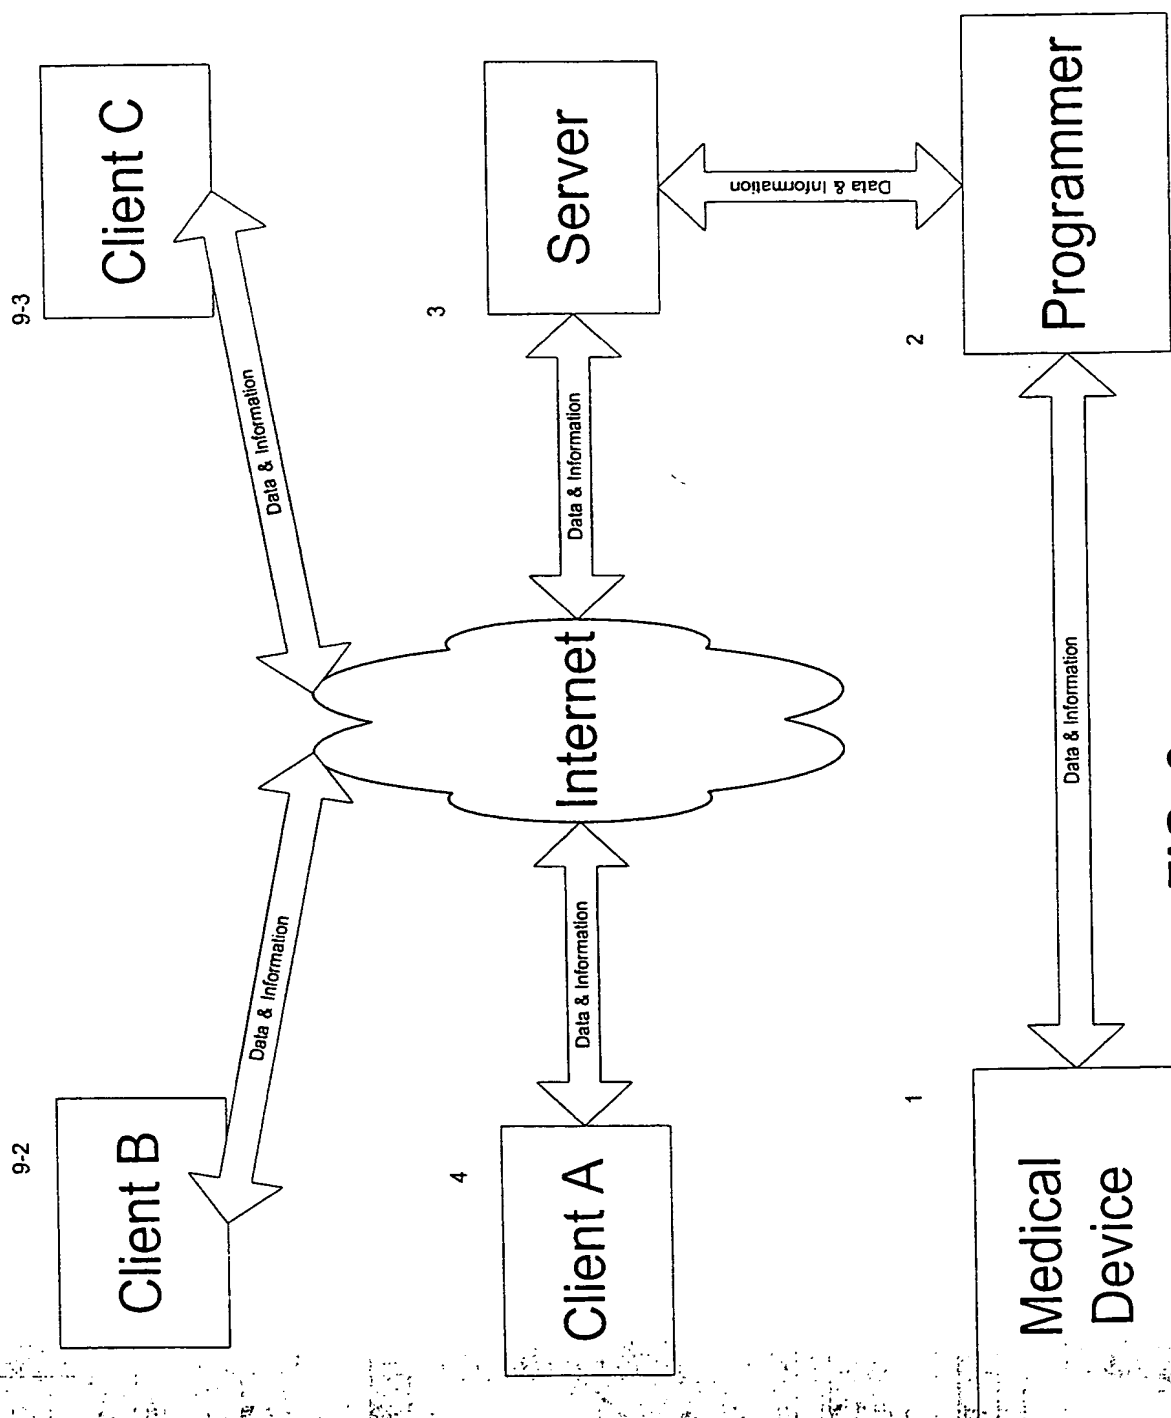 9-2
Client B
Data & Information
9-3
Client C
Data & Information
4
Client A
Data & Information
Internet
Data & Information
3
Server
Data & Information
1
Medical
Device
Data & Information
2
Programmer